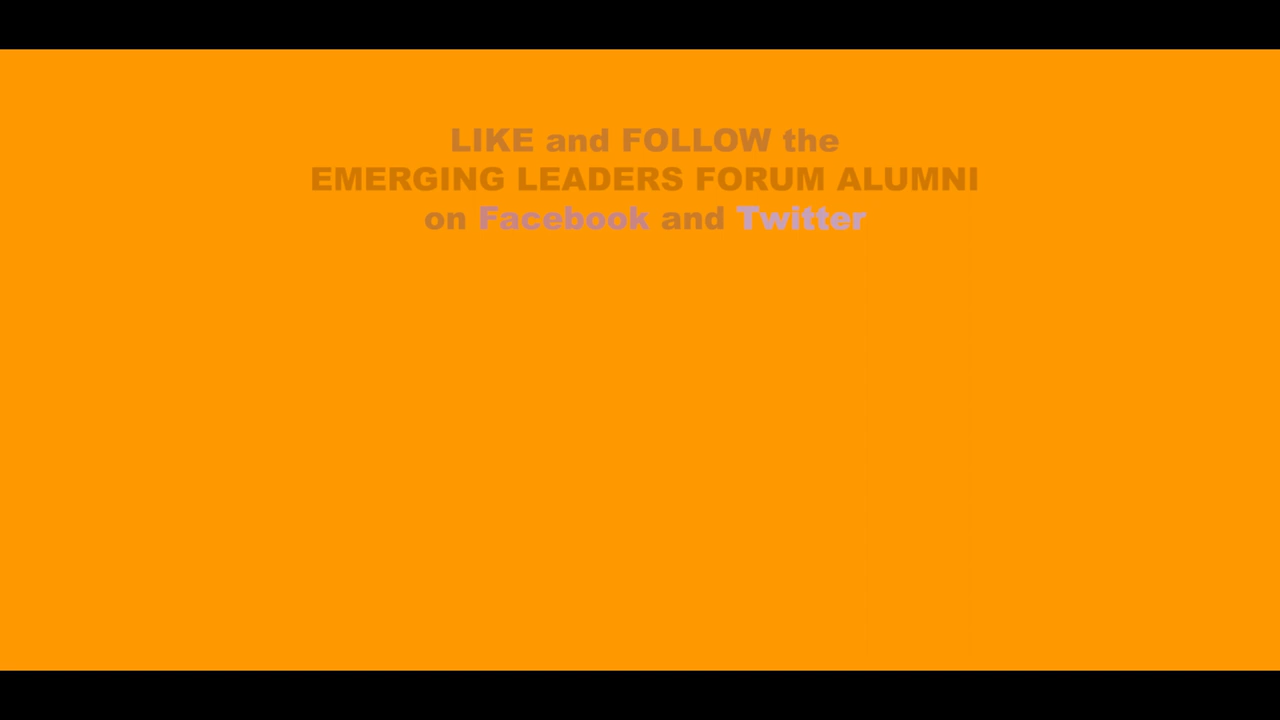 LIKE and FOLLOW the
EMERGING LEADERS FORUM ALUMNI
on Facebook and Twitter